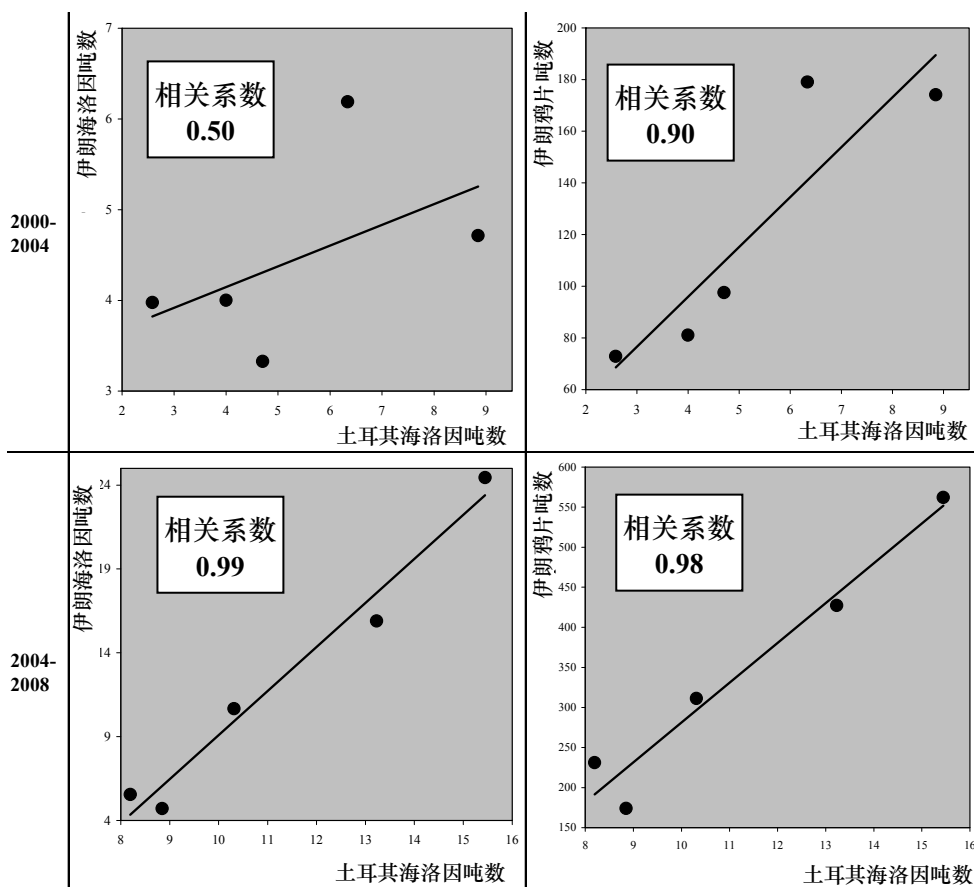 伊朗海洛因吨数
7
6
5
4
3
相关系数
0.50
2 3 4 5 6 7 8 9
土耳其海洛因吨数
伊朗鸦片吨数
200
180
160
140
120
100
80
60
相关系数
0.90
2 3 4 5 6 7 8 9
土耳其海洛因吨数
2000-
2004
伊朗海洛因吨数
24
19
14
9
4
相关系数
0.99
8 9 10 11 12 13 14 15 16
土耳其海洛因吨数
伊朗鸦片吨数
600
550
500
450
400
350
300
250
200
150
相关系数
0.98
8 9 10 11 12 13 14 15 16
土耳其海洛因吨数
2004-
2008